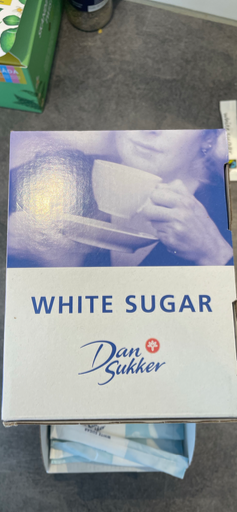 WHITE SUGAR
Dan
Sukker